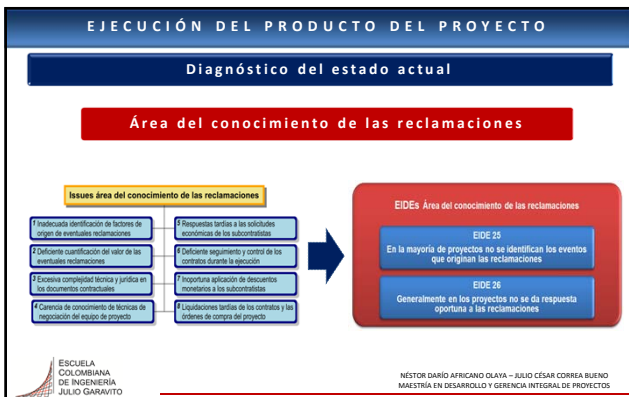 EJECUCIÓN DEL PRODUCTO DEL PROYECTO
Diagnóstico del estado actual
Área del conocimiento de las reclamaciones
Issues área del conocimiento de las reclamaciones
1 Inadecuada identificación de factores de
origen de eventuales reclamaciones
2 Deficiente cuantificación del valor de las
eventuales reclamaciones
3 Excesiva complejidad técnica y jurídica en
los documentos contractuales
4 Carencia de conocimiento de técnicas de
negociación del equipo de proyecto
5 Respuestas tardías a las solicitudes
económicas de los subcontratistas
6 Deficiente seguimiento y control de los
contratos durante la ejecución
7 Inoportuna aplicación de descuentos
monetarios a los subcontratistas
8 Liquidaciones tardías de los contratos y las
órdenes de compra del proyecto
EIDEs Área del conocimiento de las reclamaciones
EIDE 25
En la mayoría de proyectos no se identifican los eventos
que originan las reclamaciones
EIDE 26
Generalmente en los proyectos no se da respuesta
oportuna a las reclamaciones
ESCUELA
COLOMBIANA
DE INGENIERÍA
JULIO GARAVITO
NÉSTOR DARÍO AFRICANO OLAYA – JULIO CÉSAR CORREA BUENO
MAESTRÍA EN DESARROLLO Y GERENCIA INTEGRAL DE PROYECTOS